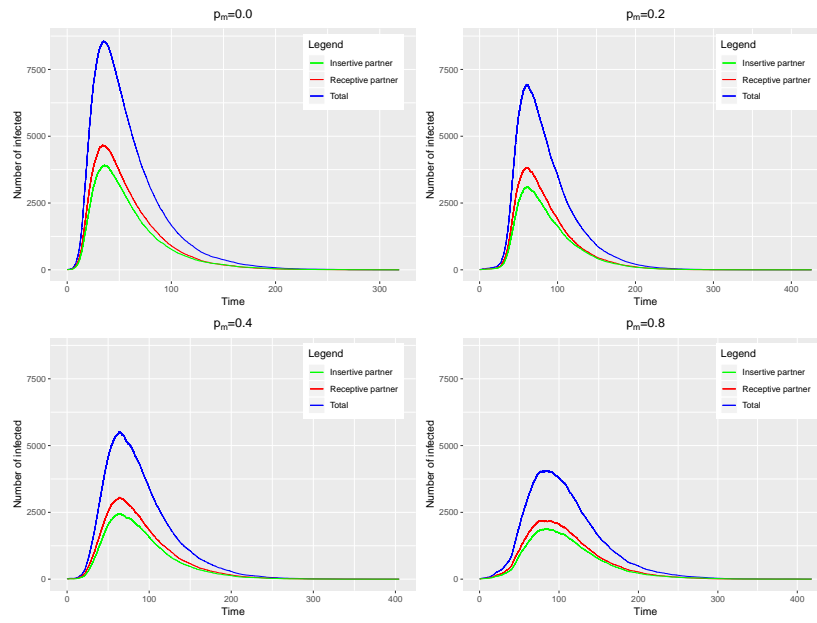 pₘ=0.0
Number of infected
7500
5000
2500
0
Legend
Insertive partner
Receptive partner
Total
0 100 200 300
Time
pₘ=0.2
Number of infected
7500
5000
2500
0
Legend
Insertive partner
Receptive partner
Total
0 100 200 300 400
Time
pₘ=0.4
Number of infected
7500
5000
2500
0
Legend
Insertive partner
Receptive partner
Total
0 100 200 300 400
Time
pₘ=0.8
Number of infected
7500
5000
2500
0
Legend
Insertive partner
Receptive partner
Total
0 100 200 300 400
Time